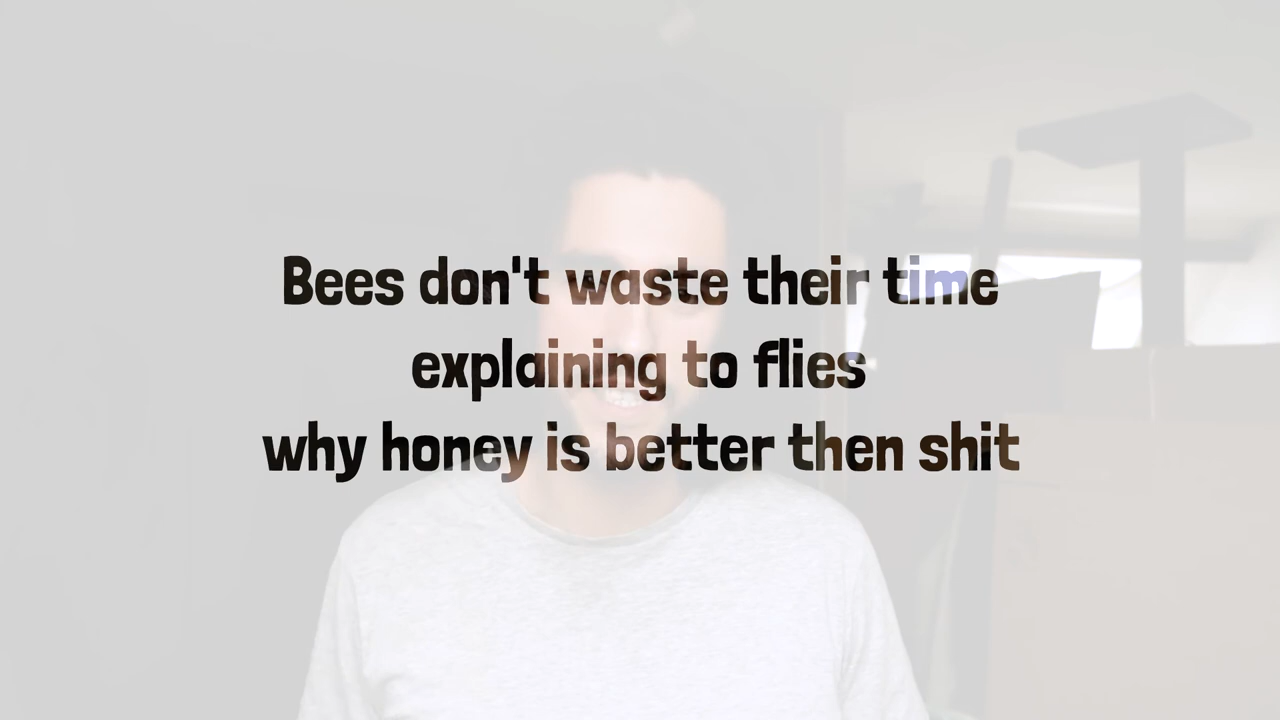 Bees don't waste their time
explaining to flies
why honey is better then shit